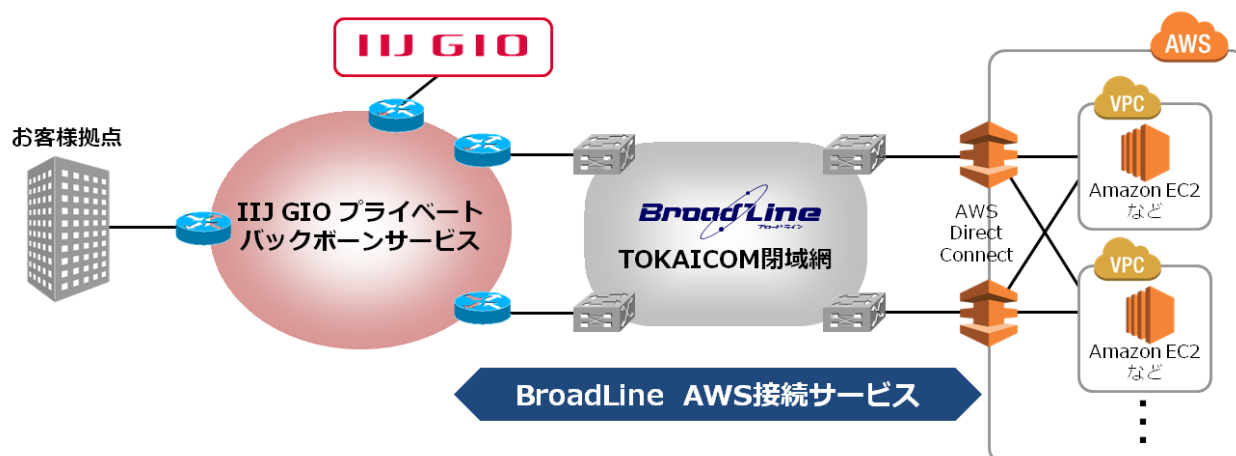 IIJ GIO
AWS
お客様拠点
VPC
Amazon EC2
など
IIJ GIO プライベート
バックボーンサービス
BroadLine
ブロードライン
TOKAICOM閉域網
AWS
Direct
Connect
VPC
Amazon EC2
など
BroadLine AWS接続サービス